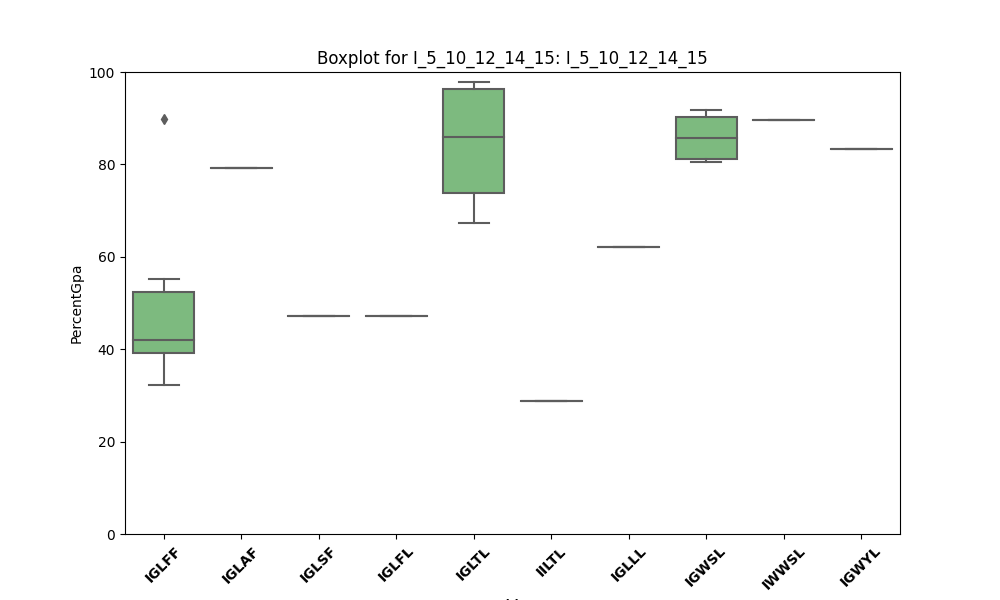 Boxplot for I_5_10_12_14_15: I_5_10_12_14_15
100
80
60
40
20
0
PercentGpa
IGLFF
IGLAF
IGLSF
IGLFL
IGLTL
IILTL
IGLLL
IGWSL
IWWSL
IGWYL